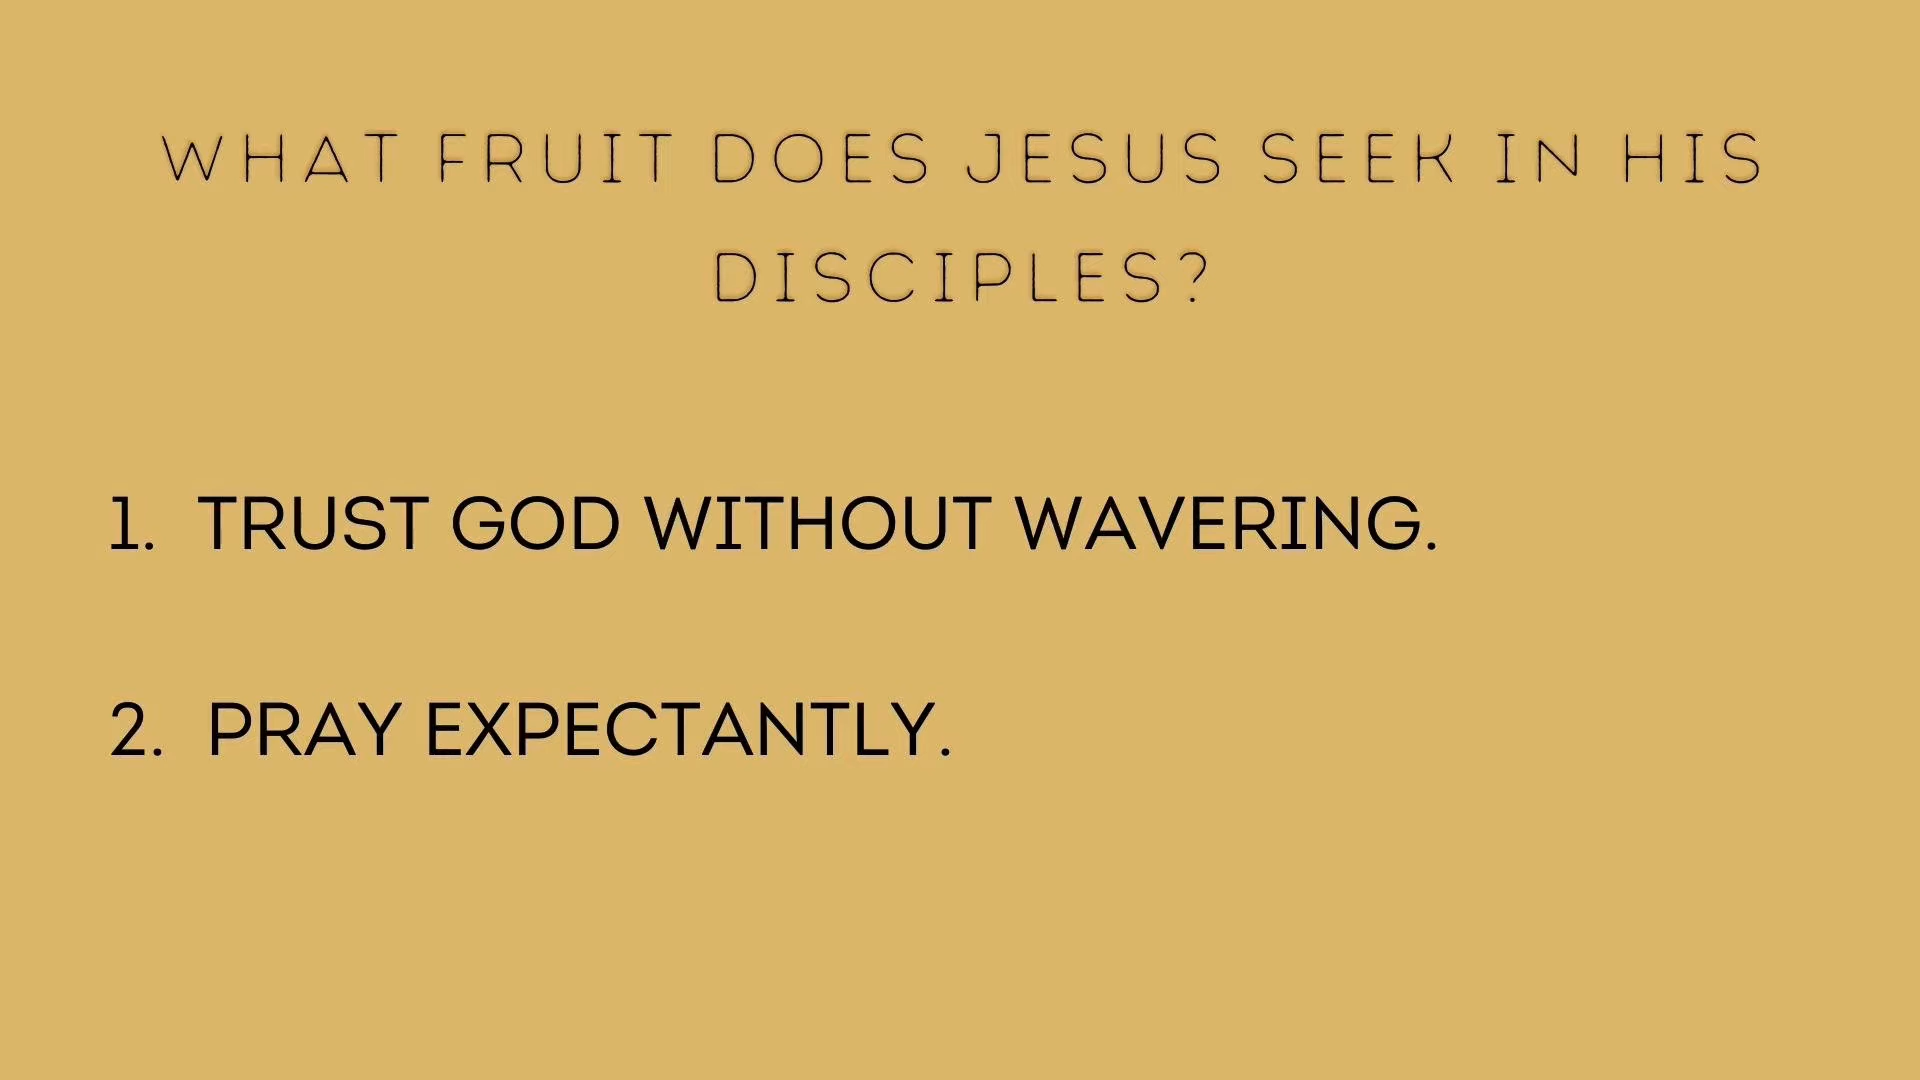 WHAT FRUIT DOES JESUS SEEK IN HIS
DISCIPLES?
1. TRUST GOD WITHOUT WAVERING.
2. PRAY EXPECTANTLY.